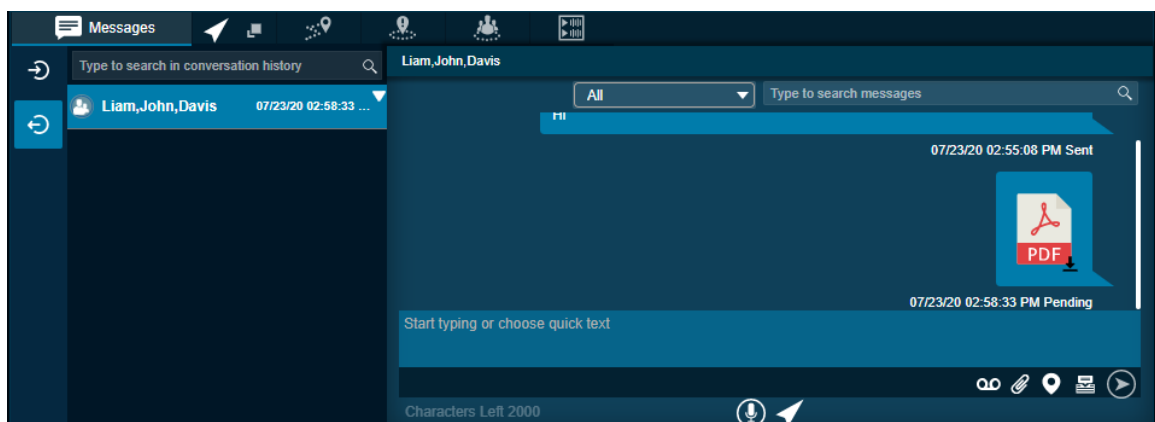 Messages
Type to search in conversation history
Liam,John,Davis 07/23/20 02:58:33 ...
Liam,John,Davis
All
Type to search messages
Hi
07/23/20 02:55:08 PM Sent
PDF
07/23/20 02:58:33 PM Pending
Start typing or choose quick text
Characters Left 2000